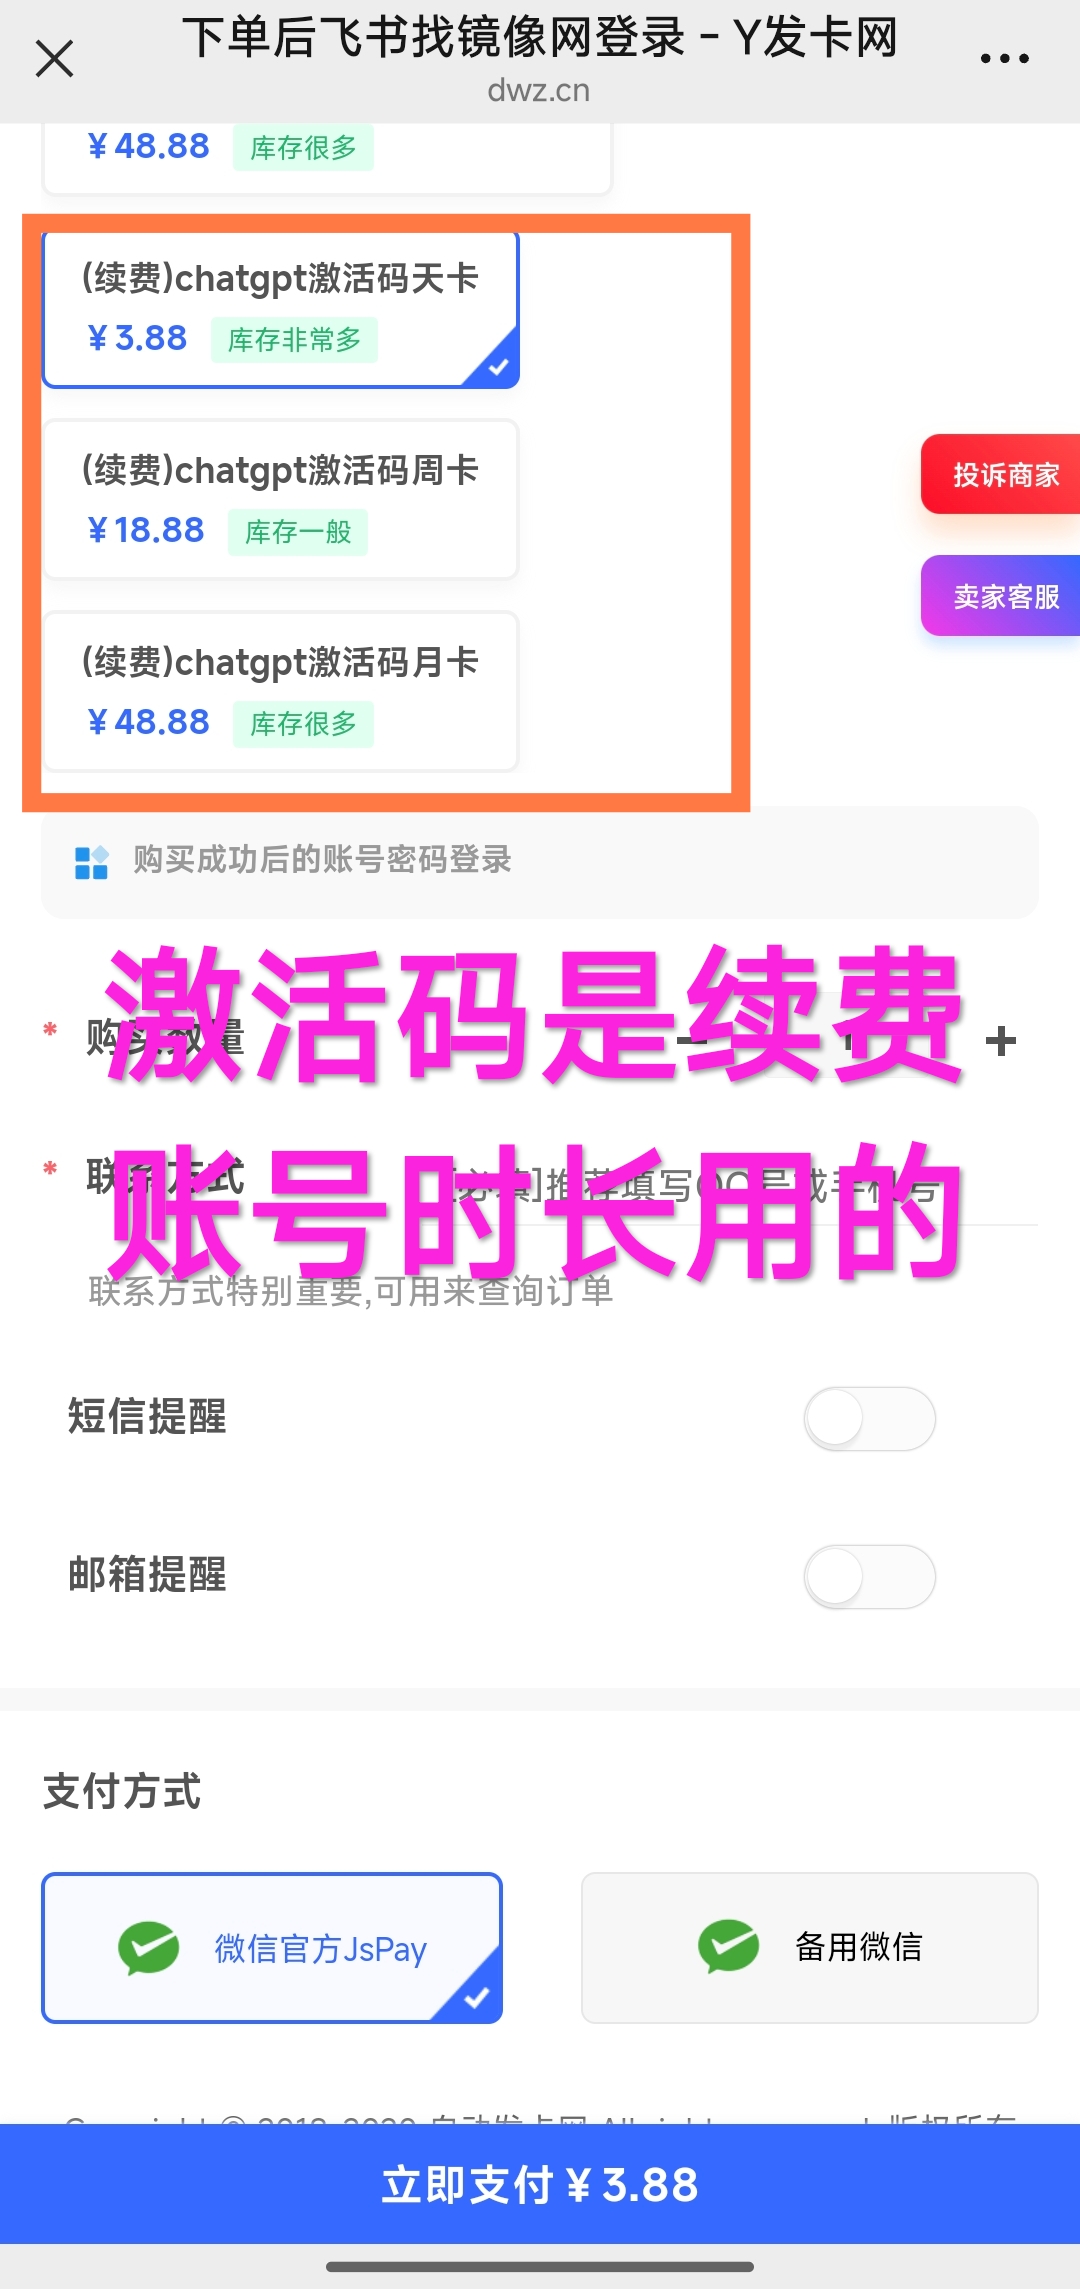 下单后飞书找镜像网登录 - Y发卡网
dwz.cn
¥ 48.88 库存很多
(续费)chatgpt激活码天卡
¥ 3.88 库存非常多
(续费)chatgpt激活码周卡
¥ 18.88 库存一般
(续费)chatgpt激活码月卡
¥ 48.88 库存很多
投诉商家
卖家客服
购买成功后的账号密码登录
激活码是续费
账号时长用的
* 购买数量 - 1 +
* 联系方式 [必填]推荐填写QQ号或手机号
联系方式特别重要,可用来查询订单
短信提醒
邮箱提醒
支付方式
微信官方JsPay
备用微信
立即支付 ¥ 3.88